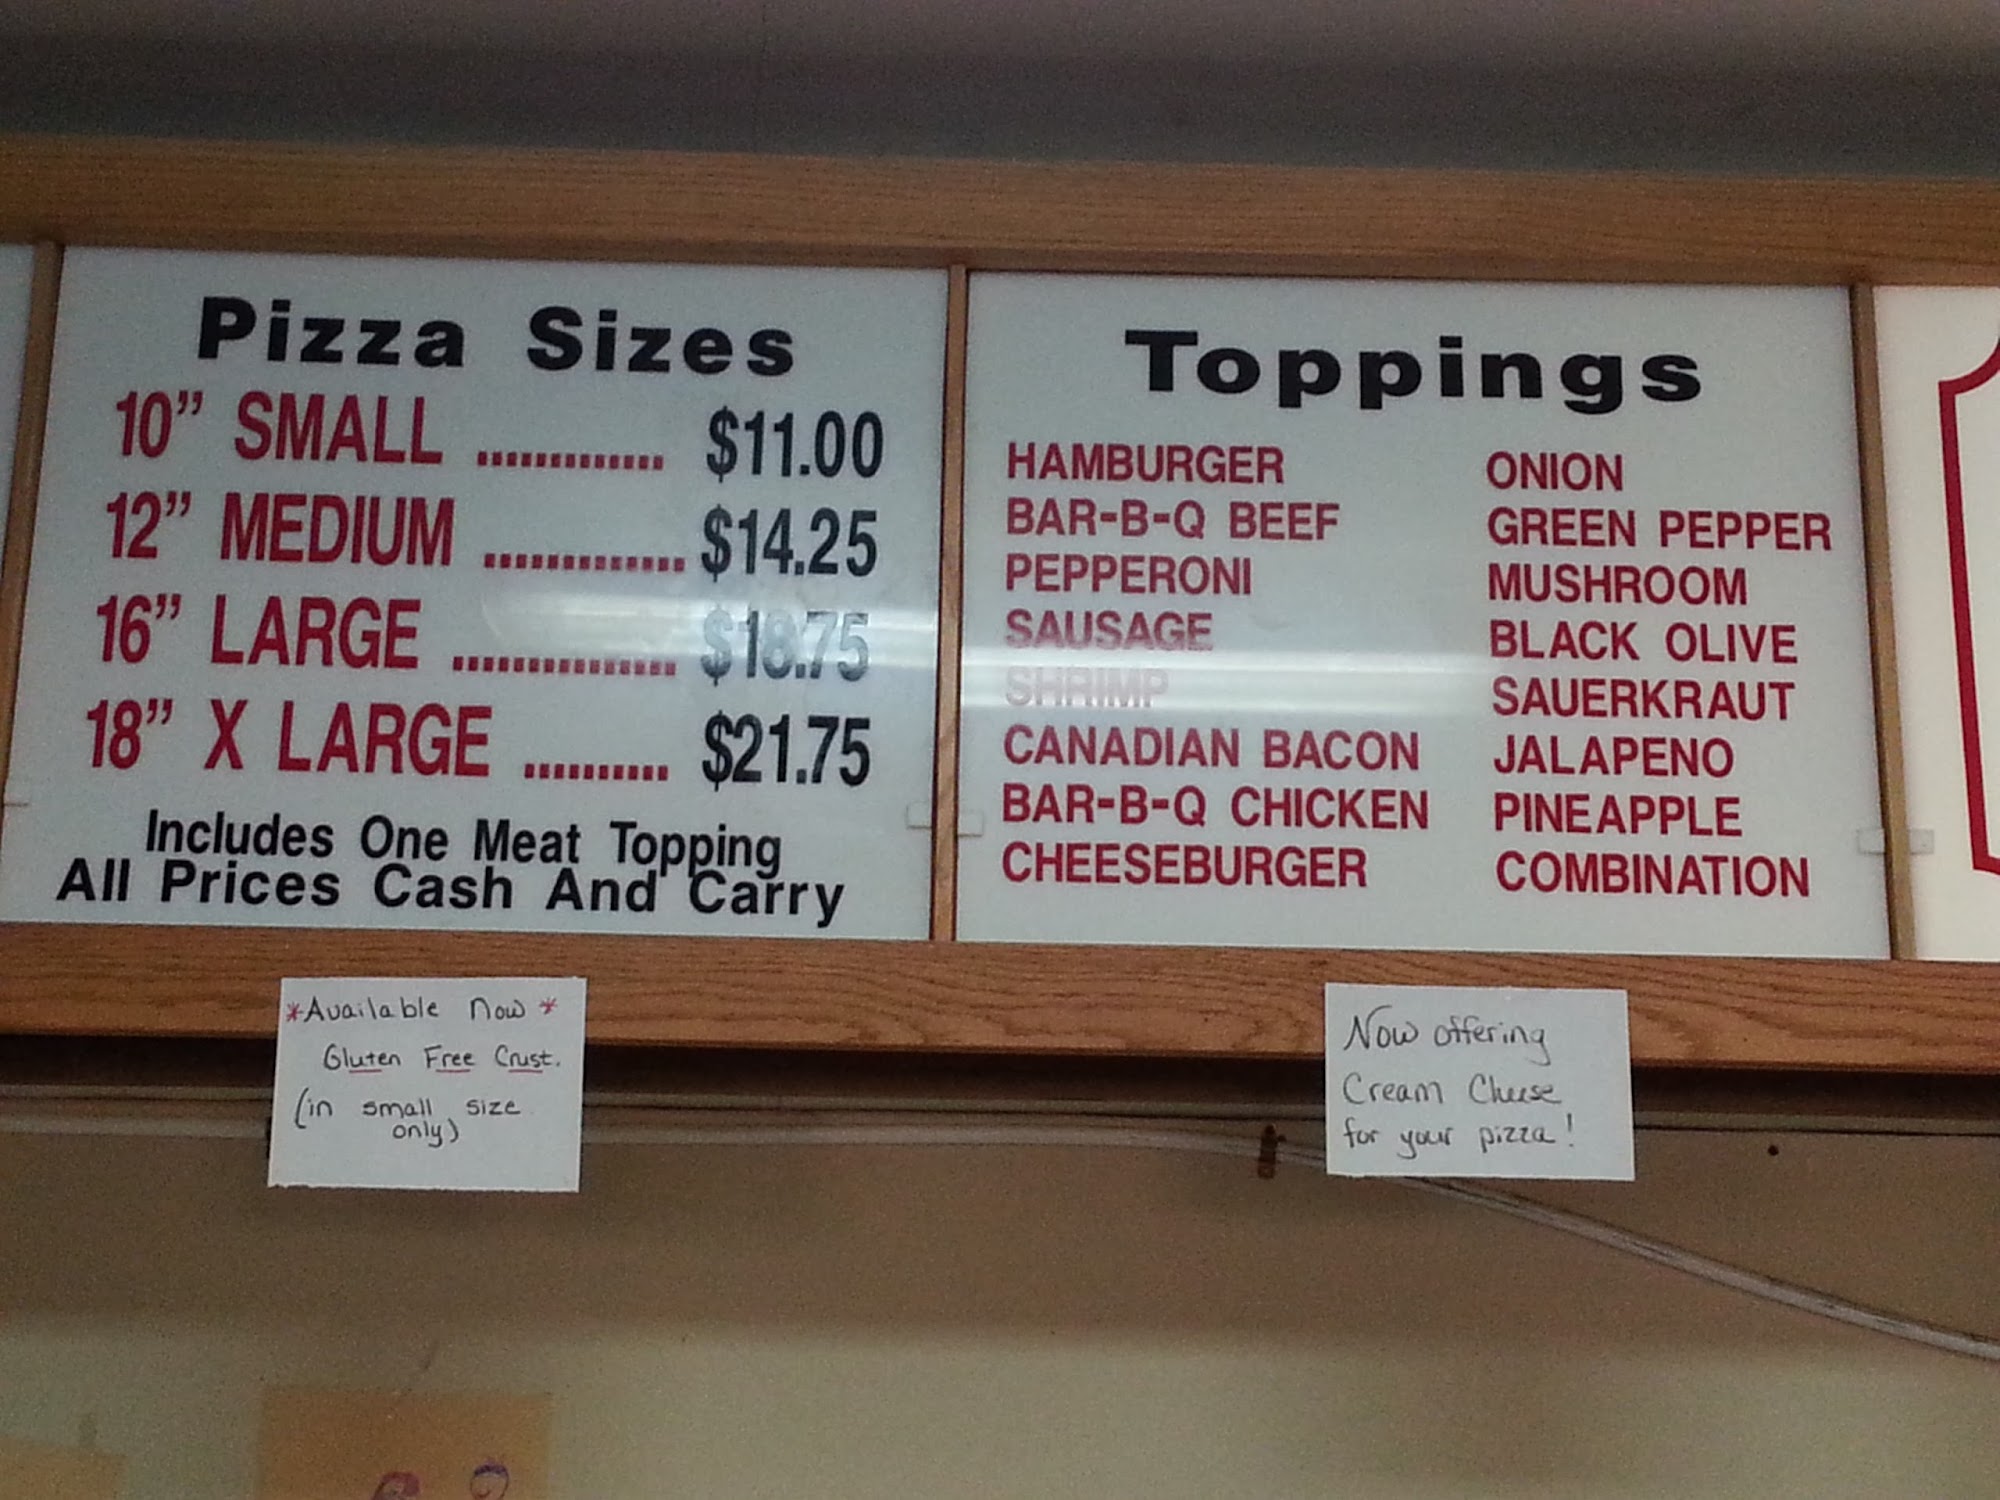 Pizza Sizes
10” SMALL ............. $11.00
12” MEDIUM .............. $14.25
16” LARGE ................ $18.75
18” X LARGE .......... $21.75
Includes One Meat Topping
All Prices Cash And Carry
Toppings
HAMBURGER
BAR-B-Q BEEF
PEPPERONI
SAUSAGE
SHRIMP
CANADIAN BACON
BAR-B-Q CHICKEN
CHEESEBURGER
ONION
GREEN PEPPER
MUSHROOM
BLACK OLIVE
SAUERKRAUT
JALAPENO
PINEAPPLE
COMBINATION
*Available Now*
Gluten Free Crust.
(in small size
only)
Now offering
Cream Cheese
for your pizza!